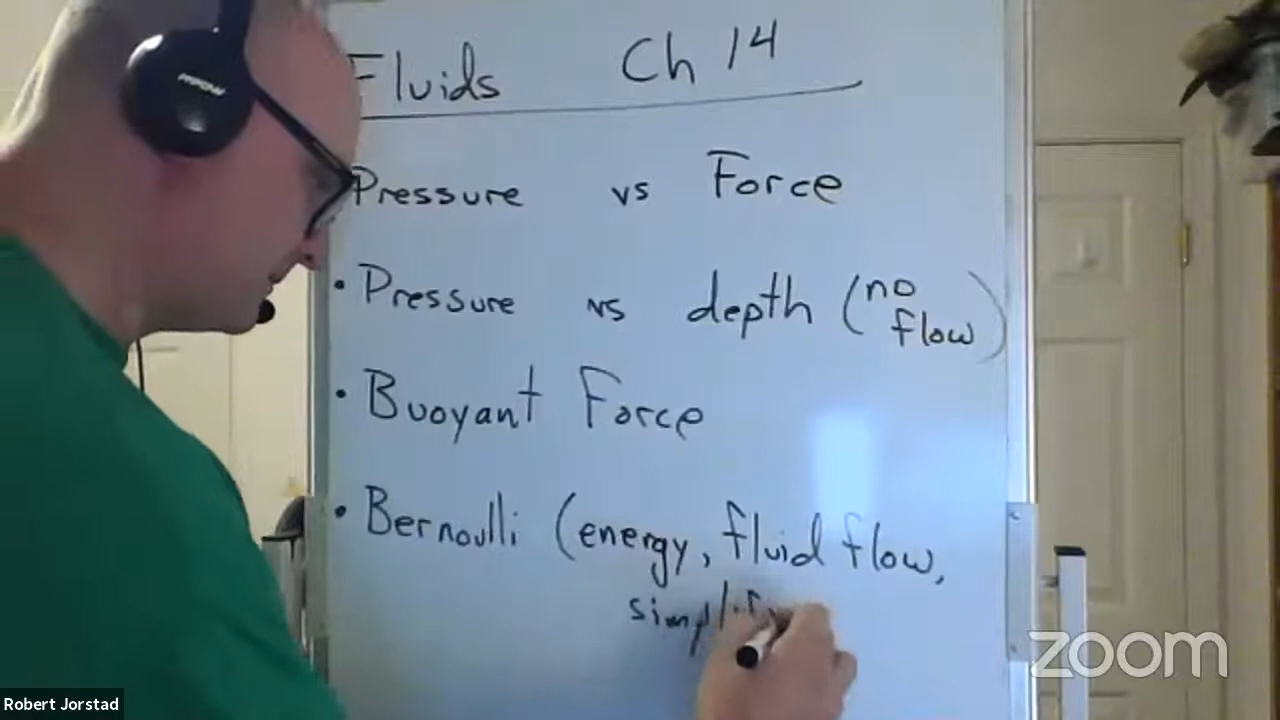 Fluids Ch 14
Pressure vs Force
• Pressure vs depth (no
flow)
• Buoyant Force
• Bernoulli (energy, fluid flow,
zoom
Robert Jorstad